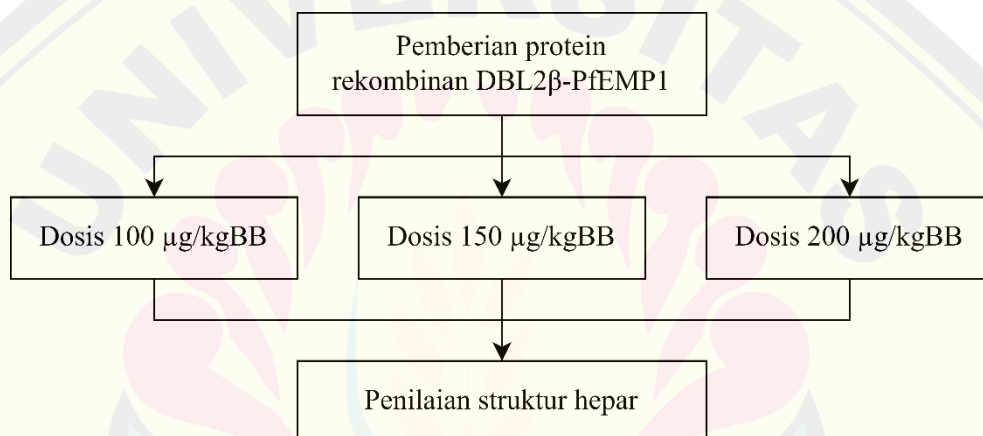 UNIVERSITAS
Pemberian protein
rekombinan DBL2β-PfEMP1
Dosis 100 µg/kgBB
Dosis 150 µg/kgBB
Dosis 200 µg/kgBB
Penilaian struktur hepar